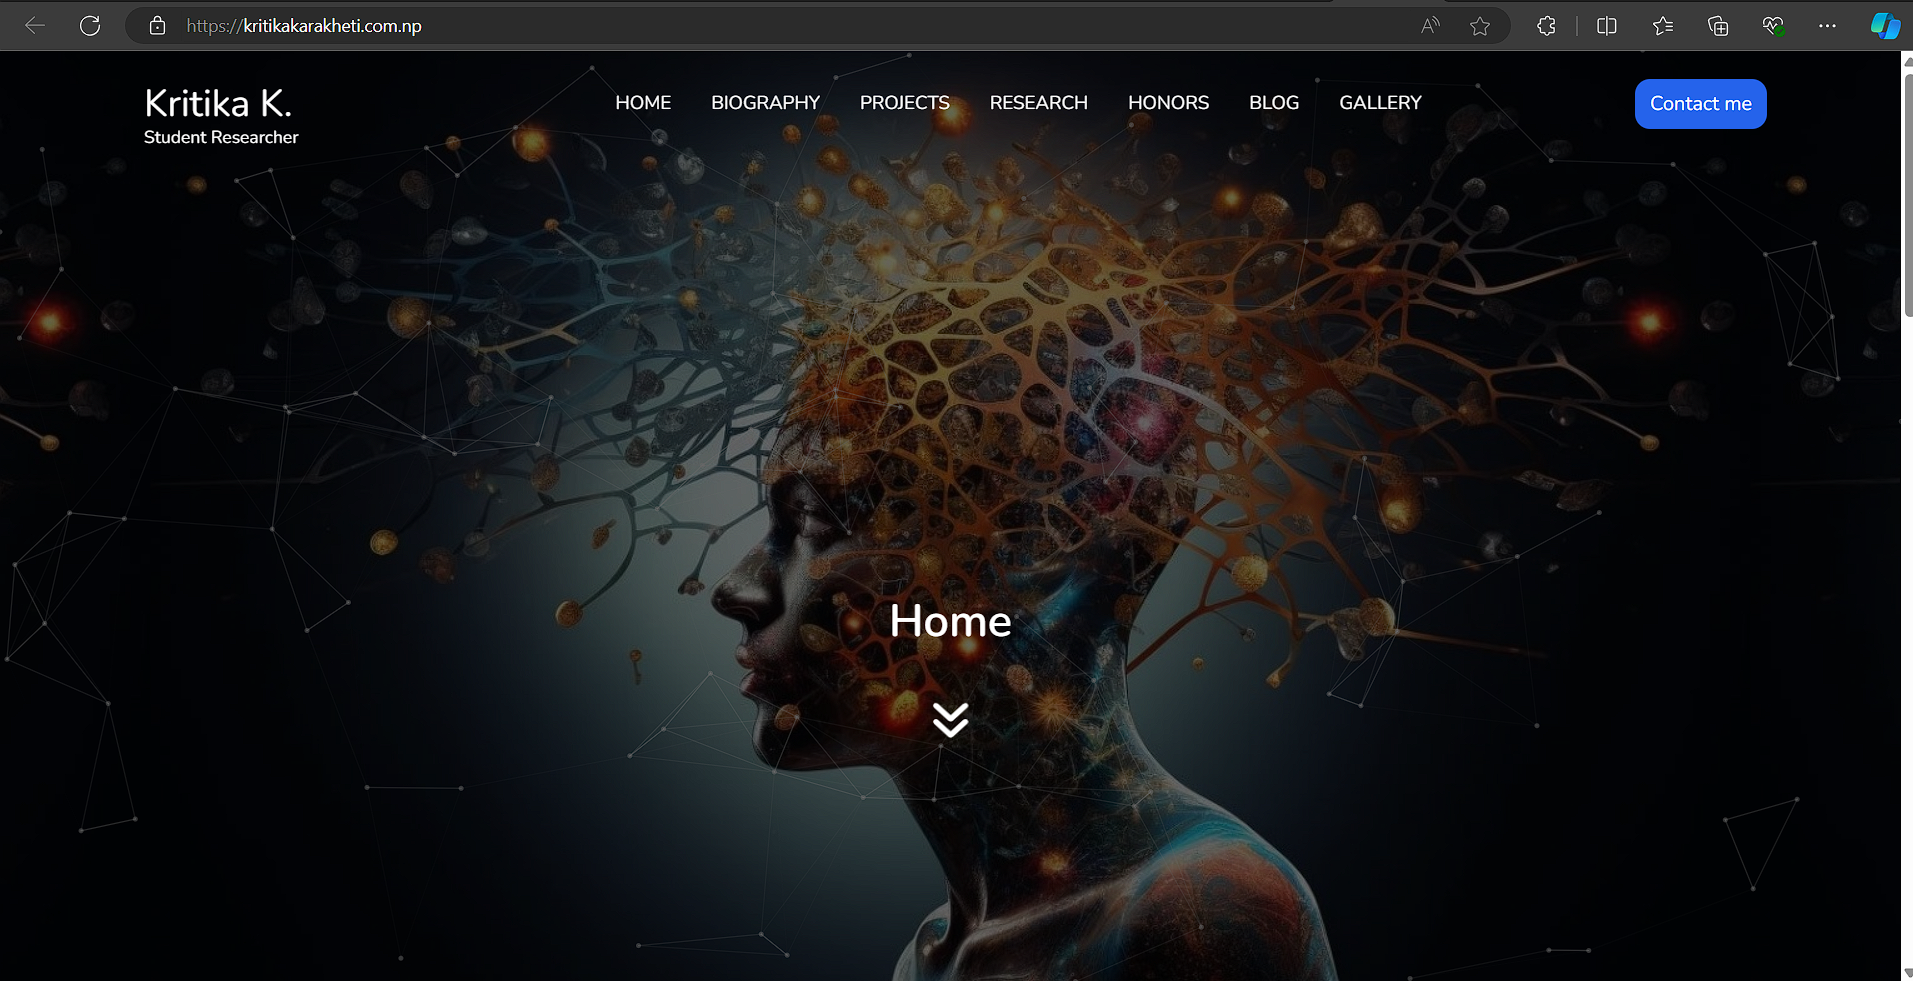 https://kritikakarakheti.com.np
Kritika K.
Student Researcher
HOME BIOGRAPHY PROJECTS RESEARCH HONORS BLOG GALLERY
Contact me
Home